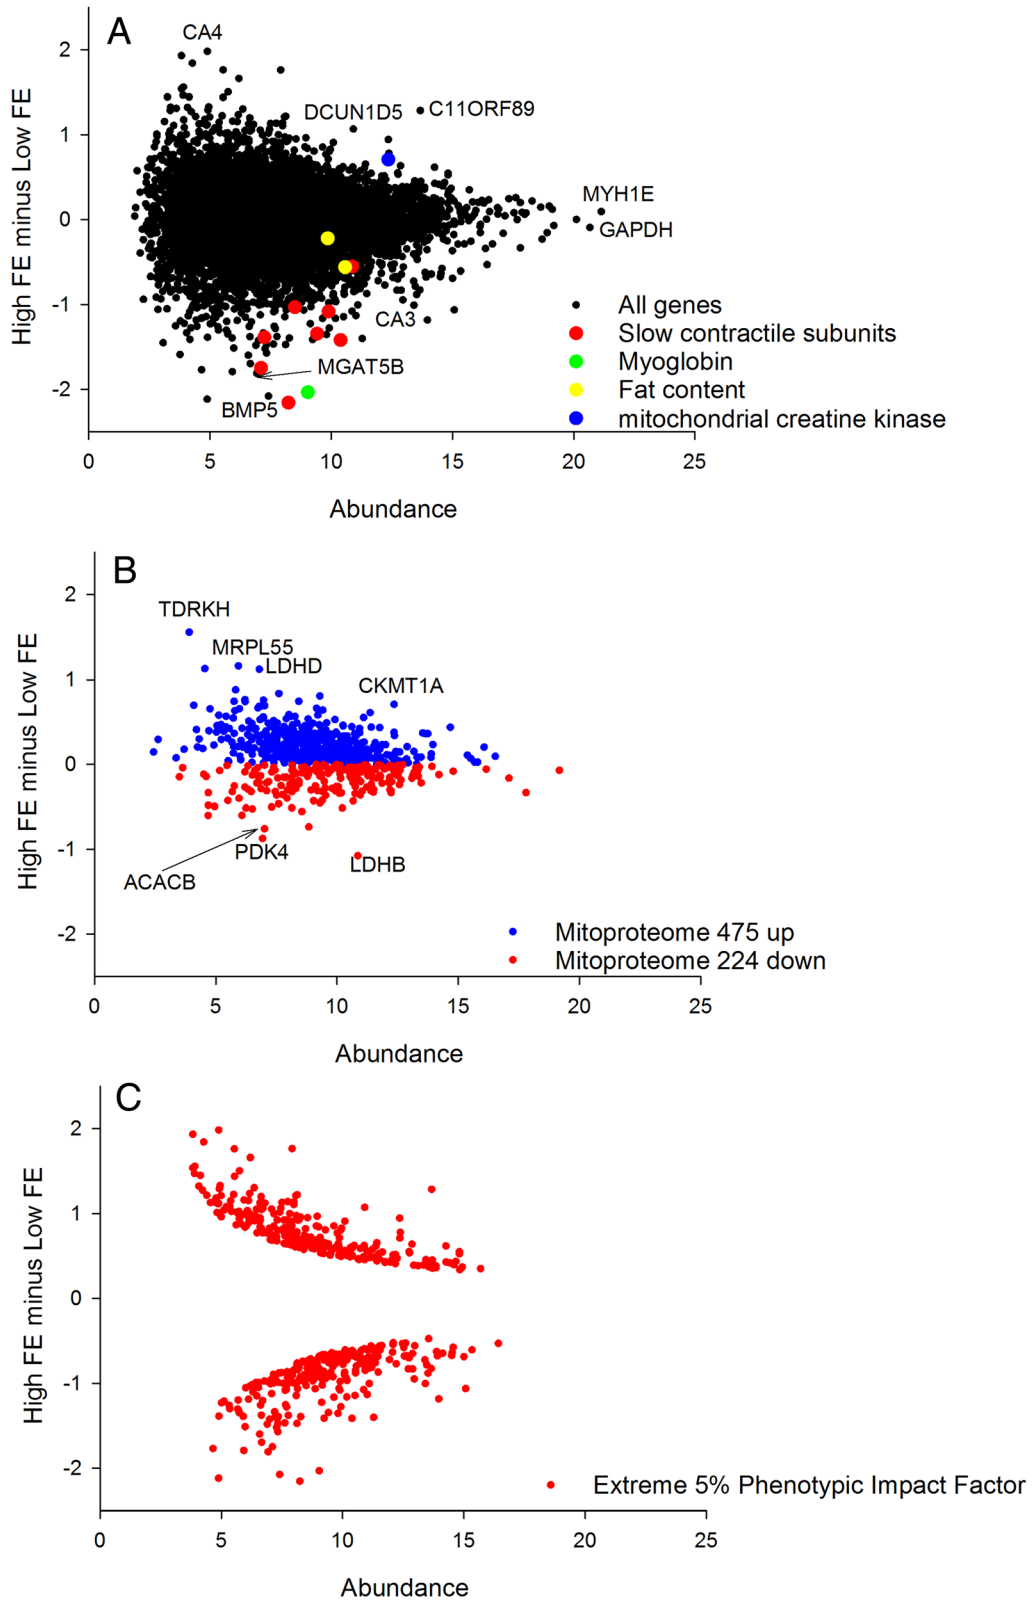 A
CA4
2
DCUN1D5
C11ORF89
1
MYH1E
0
GAPDH
High FE minus Low FE
-1
CA3
All genes
Slow contractile subunits
MGAT5B
Myoglobin
-2
Fat content
BMP5
mitochondrial creatine kinase
0 5 10 15 20 25
Abundance
B
2
TDRKH
MRPL55
LDHD
1
CKMT1A
0
High FE minus Low FE
-1
PDK4
LDHB
ACACB
-2
Mitoproteome 475 up
Mitoproteome 224 down
0 5 10 15 20 25
Abundance
C
2
1
0
High FE minus Low FE
-1
-2
Extreme 5% Phenotypic Impact Factor
0 5 10 15 20 25
Abundance